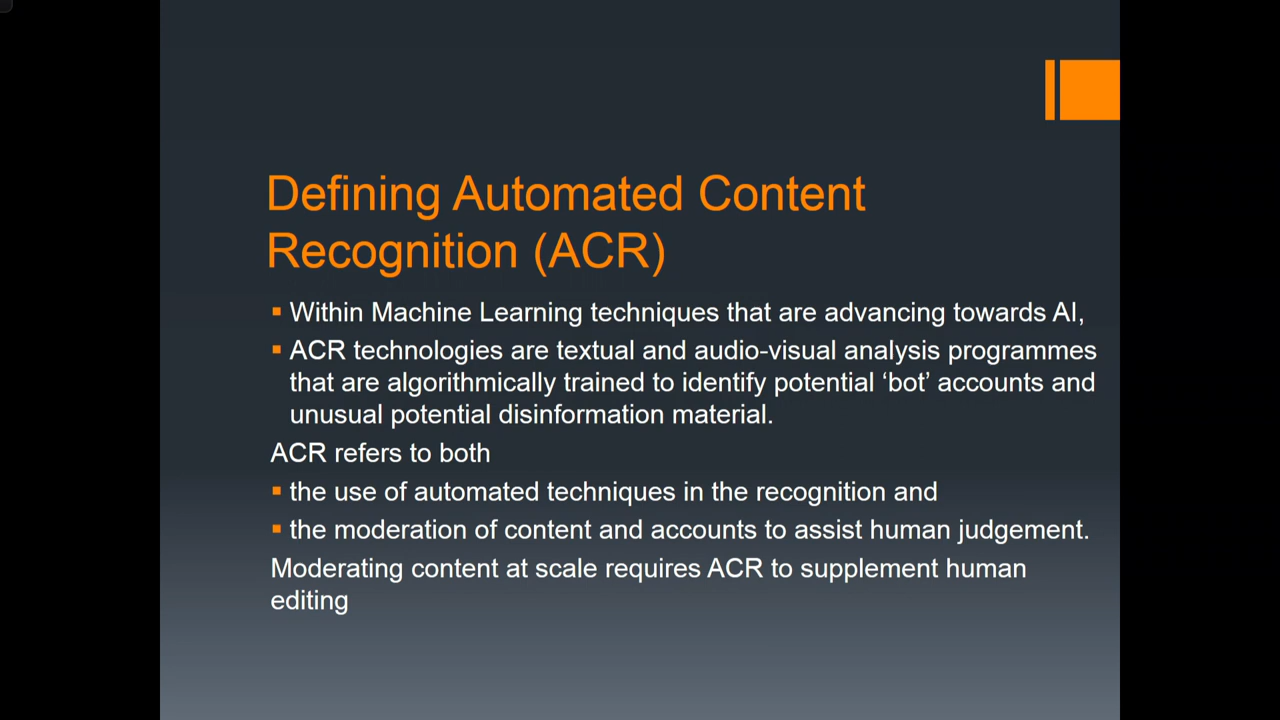 Defining Automated Content
Recognition (ACR)
Within Machine Learning techniques that are advancing towards AI,
ACR technologies are textual and audio-visual analysis programmes
that are algorithmically trained to identify potential ‘bot’ accounts and
unusual potential disinformation material.
ACR refers to both
the use of automated techniques in the recognition and
the moderation of content and accounts to assist human judgement.
Moderating content at scale requires ACR to supplement human
editing